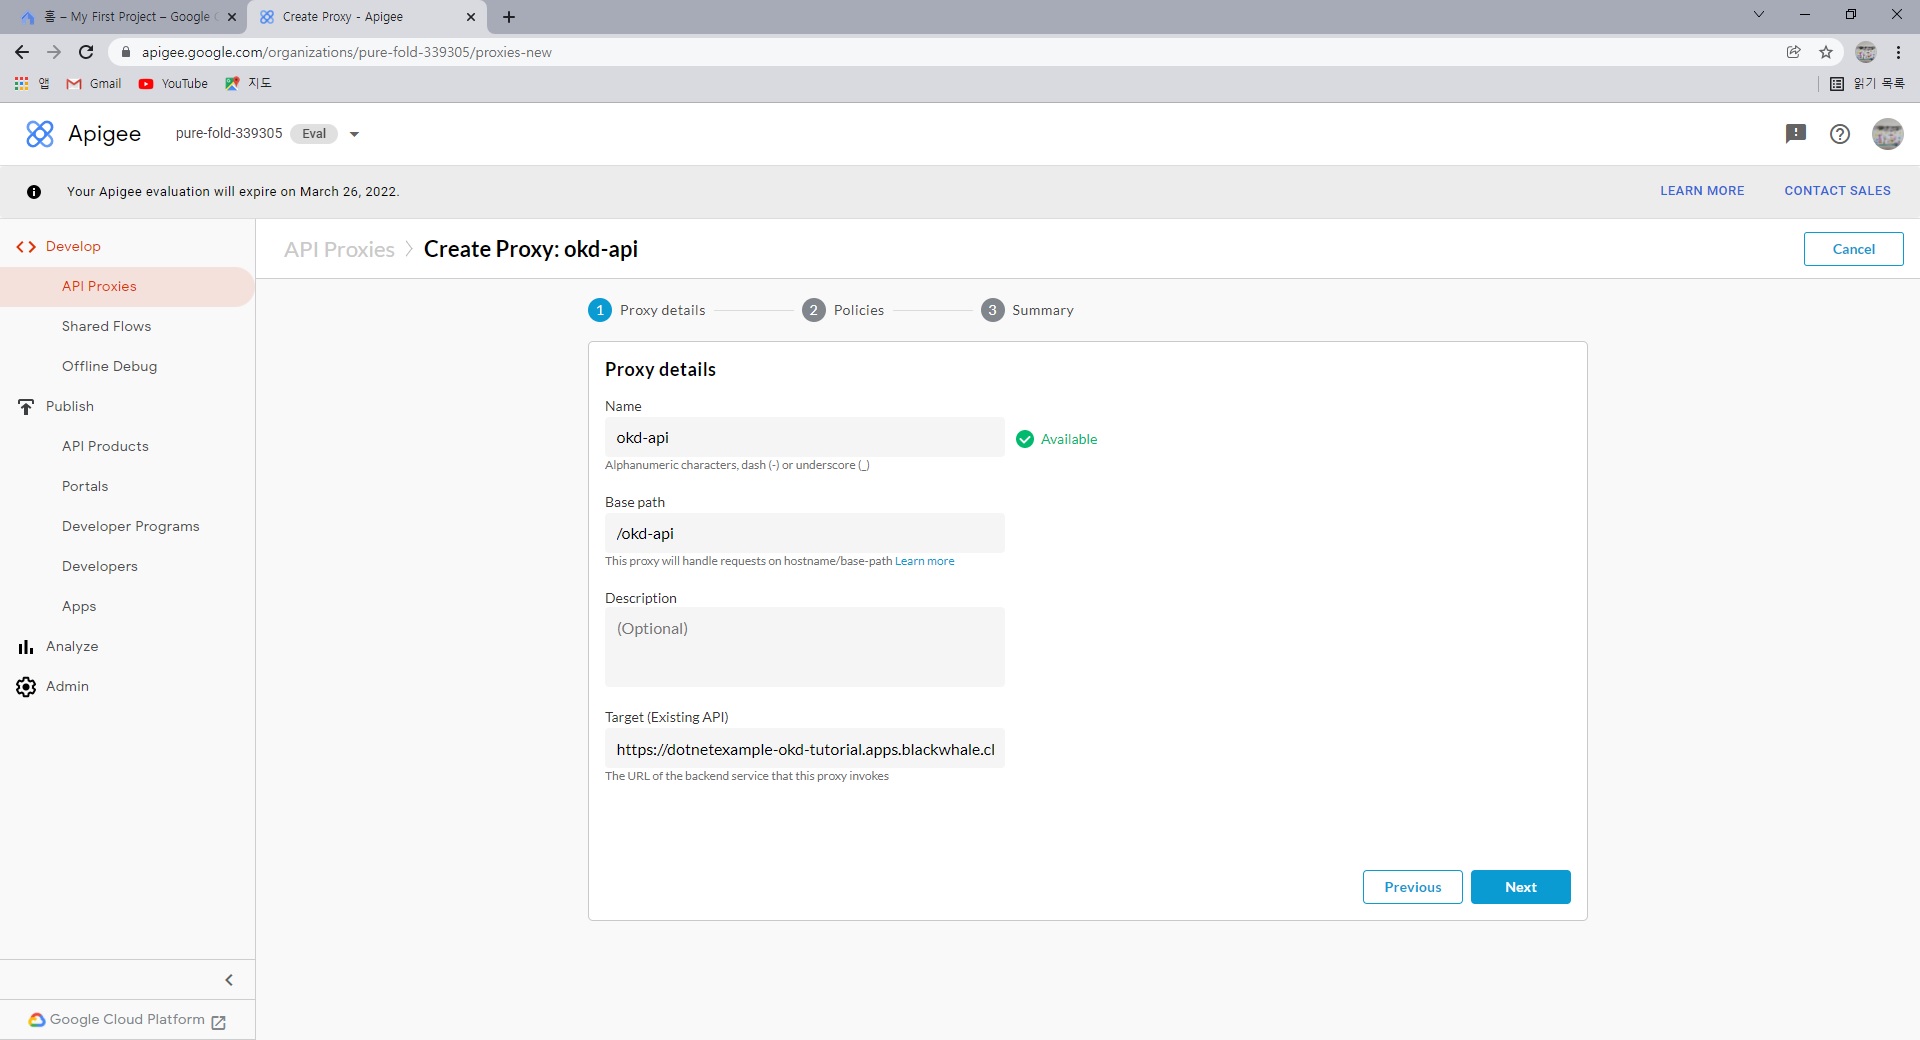 홈 – My First Project – Google
Create Proxy - Apigee
apigee.google.com/organizations/pure-fold-339305/proxies-new
앱
Gmail
YouTube
지도
읽기 목록
Apigee
pure-fold-339305
Eval
Your Apigee evaluation will expire on March 26, 2022.
LEARN MORE
CONTACT SALES
Develop
API Proxies
Shared Flows
Offline Debug
Publish
API Products
Portals
Developer Programs
Developers
Apps
Analyze
Admin
Google Cloud Platform
API Proxies > Create Proxy: okd-api
Cancel
1 Proxy details
2 Policies
3 Summary
Proxy details
Name
okd-api
Available
Alphanumeric characters, dash (-) or underscore (_)
Base path
/okd-api
This proxy will handle requests on hostname/base-path Learn more
Description
(Optional)
Target (Existing API)
https://dotnetexample-okd-tutorial.apps.blackwhale.cl
The URL of the backend service that this proxy invokes
Previous
Next